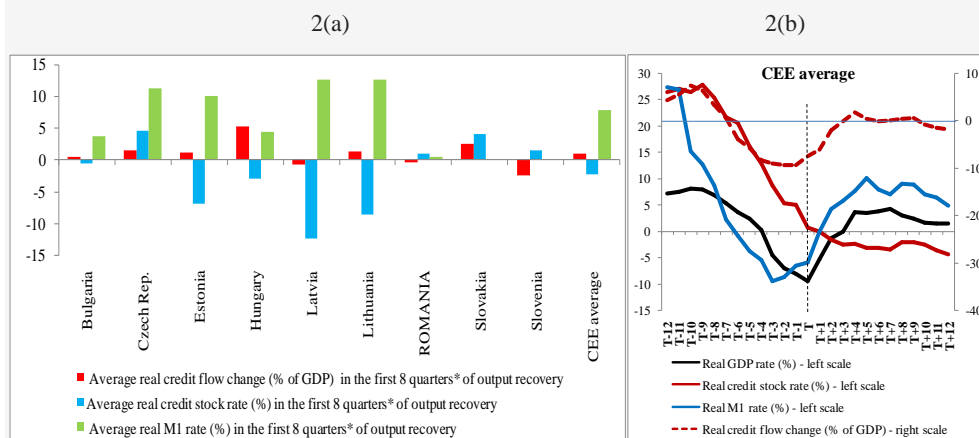 2(a)
2(b)
15
10
5
0
-5
-10
-15
Bulgaria
Czech Rep.
Estonia
Hungary
Latvia
Lithuania
ROMANIA
Slovakia
Slovenia
CEE average
Average real credit flow change (% of GDP) in the first 8 quarters* of output recovery
Average real credit stock rate (%) in the first 8 quarters* of output recovery
Average real M1 rate (%) in the first 8 quarters* of output recovery
CEE average
30
25
20
15
10
5
0
-5
-10
-15
10
0
-10
-20
-30
-40
T-12
T-11
T-10
T-9
T-8
T-7
T-6
T-5
T-4
T-3
T-2
T-1
T
T+1
T+2
T+3
T+4
T+5
T+6
T+7
T+8
T+9
T+10
T+11
T+12
Real GDP rate (%) - left scale
Real credit stock rate (%) - left scale
Real M1 rate (%) - left scale
Real credit flow change (% of GDP) - right scale